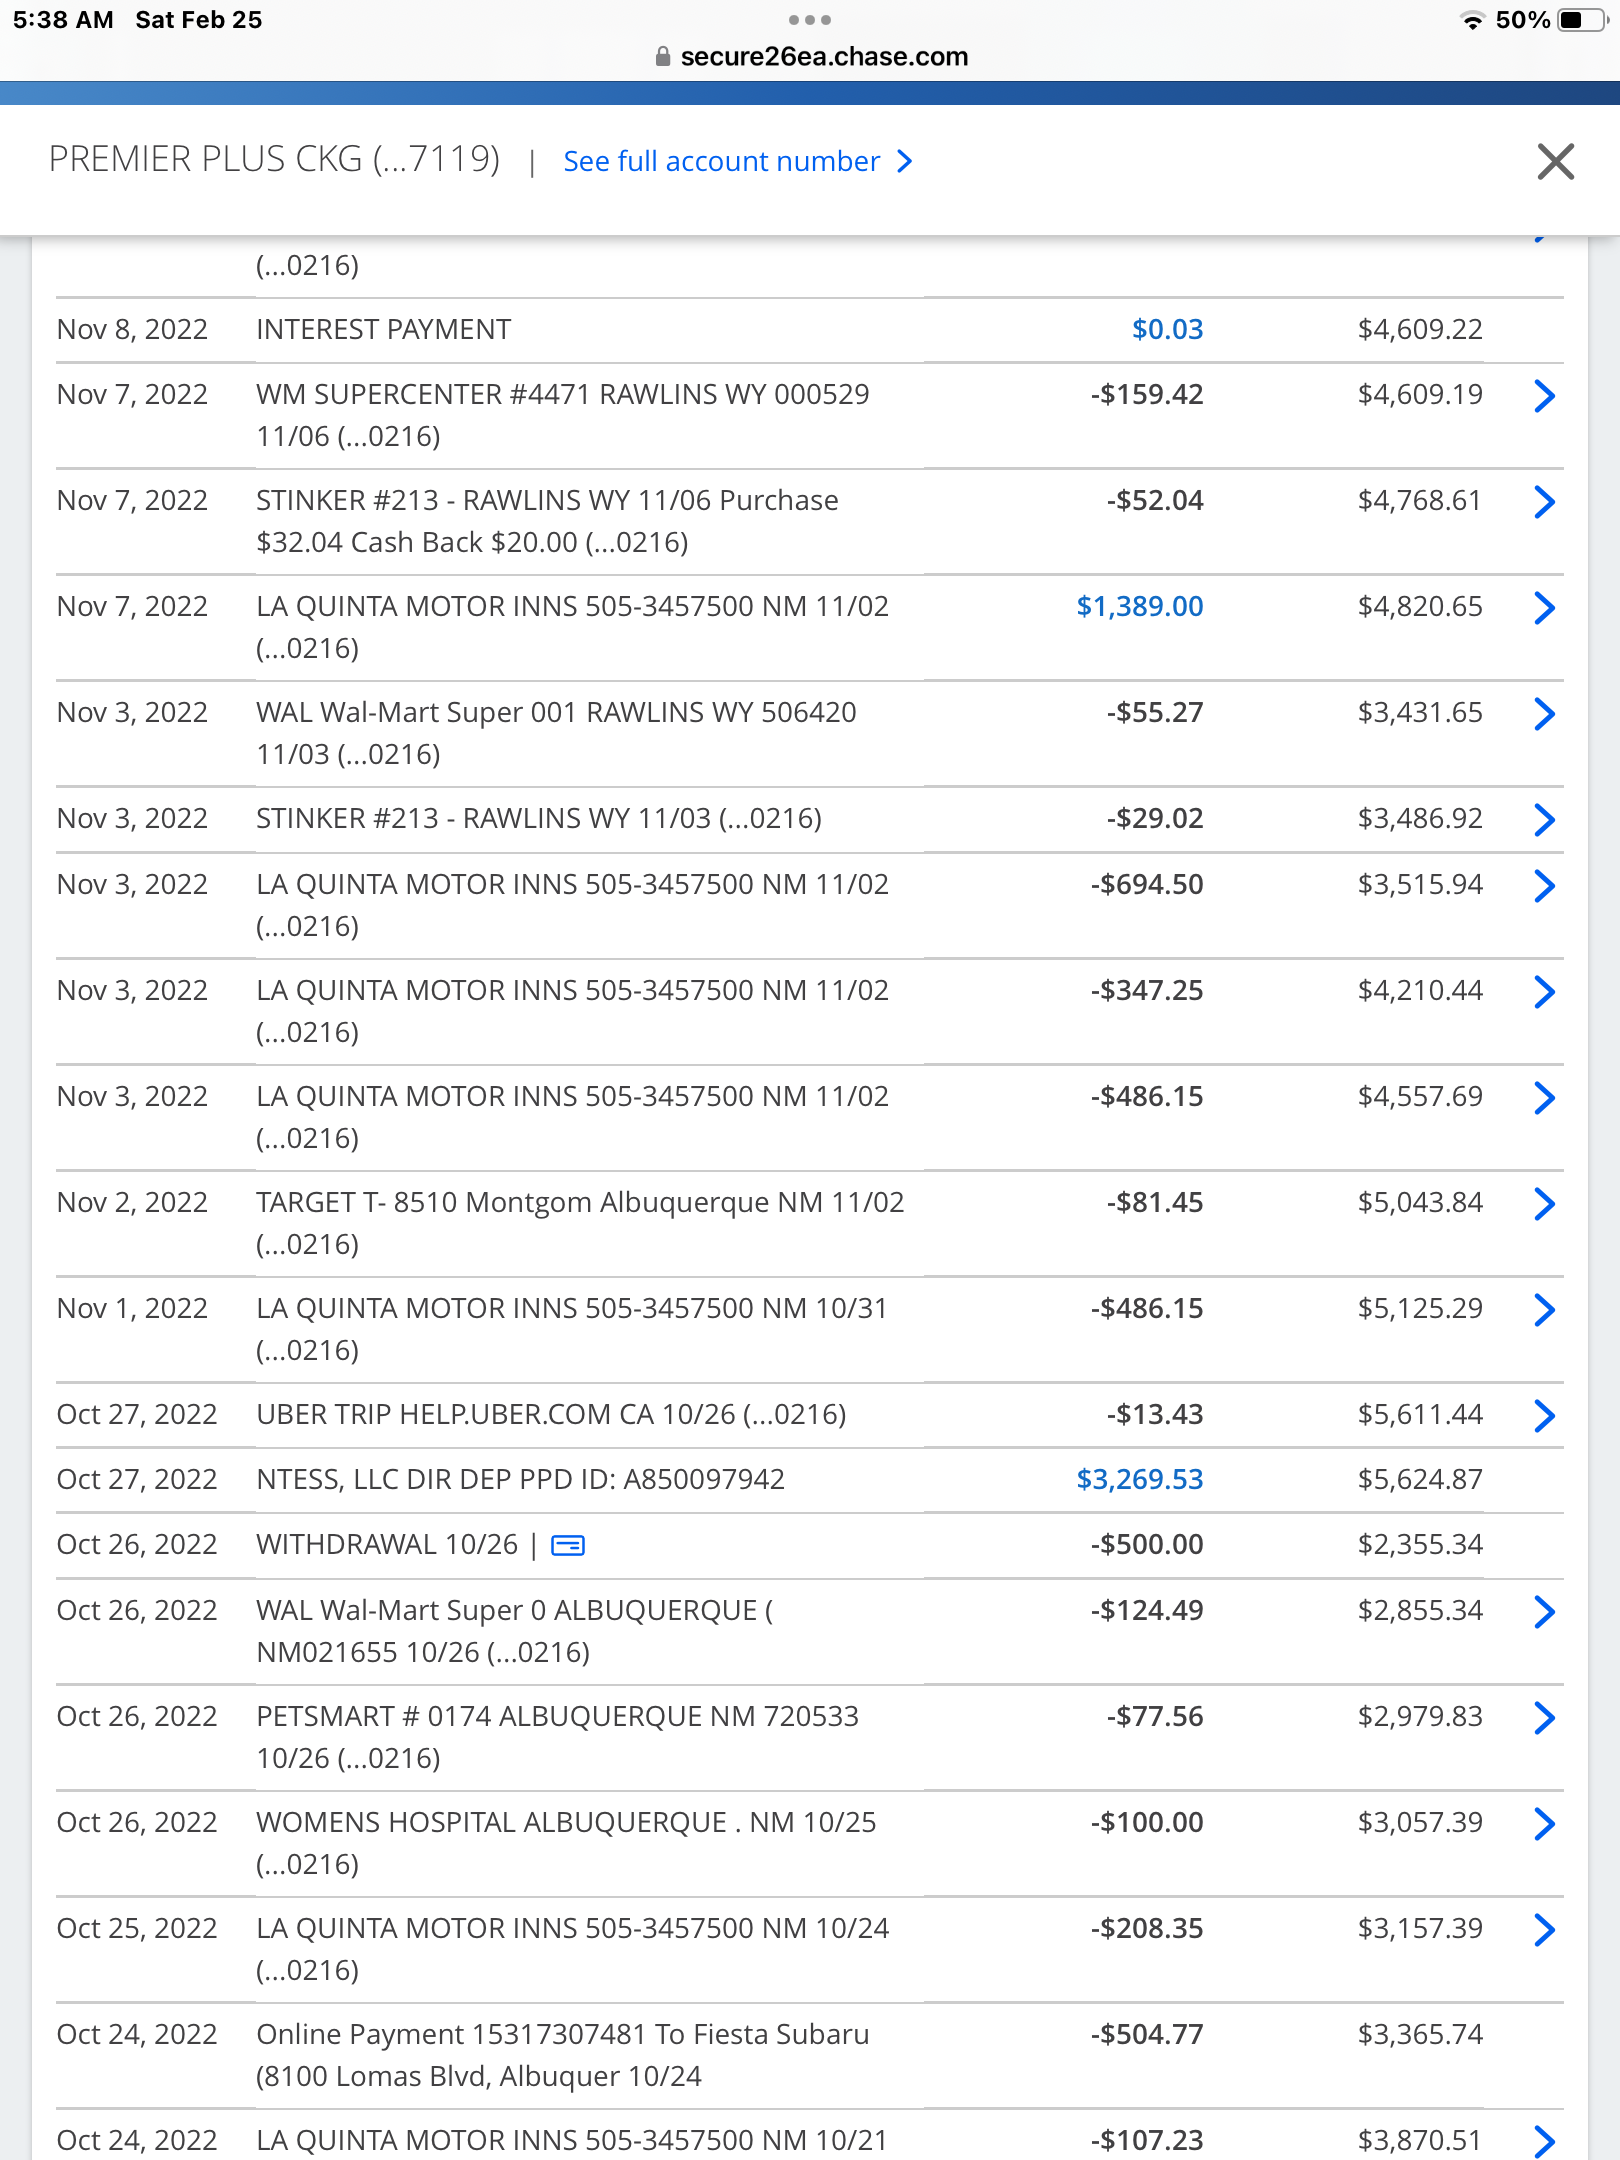 5:38 AM Sat Feb 25 50%
secure26ea.chase.com
PREMIER PLUS CKG (...7119) | See full account number
(...0216)
Nov 8, 2022 INTEREST PAYMENT $0.03 $4,609.22
Nov 7, 2022 WM SUPERCENTER #4471 RAWLINS WY 000529 -$159.42 $4,609.19
11/06 (...0216)
Nov 7, 2022 STINKER #213 - RAWLINS WY 11/06 Purchase -$52.04 $4,768.61
$32.04 Cash Back $20.00 (...0216)
Nov 7, 2022 LA QUINTA MOTOR INNS 505-3457500 NM 11/02 $1,389.00 $4,820.65
(...0216)
Nov 3, 2022 WAL Wal-Mart Super 001 RAWLINS WY 506420 -$55.27 $3,431.65
11/03 (...0216)
Nov 3, 2022 STINKER #213 - RAWLINS WY 11/03 (...0216) -$29.02 $3,486.92
Nov 3, 2022 LA QUINTA MOTOR INNS 505-3457500 NM 11/02 -$694.50 $3,515.94
(...0216)
Nov 3, 2022 LA QUINTA MOTOR INNS 505-3457500 NM 11/02 -$347.25 $4,210.44
(...0216)
Nov 3, 2022 LA QUINTA MOTOR INNS 505-3457500 NM 11/02 -$486.15 $4,557.69
(...0216)
Nov 2, 2022 TARGET T- 8510 Montgom Albuquerque NM 11/02 -$81.45 $5,043.84
(...0216)
Nov 1, 2022 LA QUINTA MOTOR INNS 505-3457500 NM 10/31 -$486.15 $5,125.29
(...0216)
Oct 27, 2022 UBER TRIP HELP.UBER.COM CA 10/26 (...0216) -$13.43 $5,611.44
Oct 27, 2022 NTESS, LLC DIR DEP PPD ID: A850097942 $3,269.53 $5,624.87
Oct 26, 2022 WITHDRAWAL 10/26 | -$500.00 $2,355.34
Oct 26, 2022 WAL Wal-Mart Super 0 ALBUQUERQUE ( -$124.49 $2,855.34
NM021655 10/26 (...0216)
Oct 26, 2022 PETSMART # 0174 ALBUQUERQUE NM 720533 -$77.56 $2,979.83
10/26 (...0216)
Oct 26, 2022 WOMENS HOSPITAL ALBUQUERQUE . NM 10/25 -$100.00 $3,057.39
(...0216)
Oct 25, 2022 LA QUINTA MOTOR INNS 505-3457500 NM 10/24 -$208.35 $3,157.39
(...0216)
Oct 24, 2022 Online Payment 15317307481 To Fiesta Subaru -$504.77 $3,365.74
(8100 Lomas Blvd, Albuquer 10/24
Oct 24, 2022 LA QUINTA MOTOR INNS 505-3457500 NM 10/21 -$107.23 $3,870.51